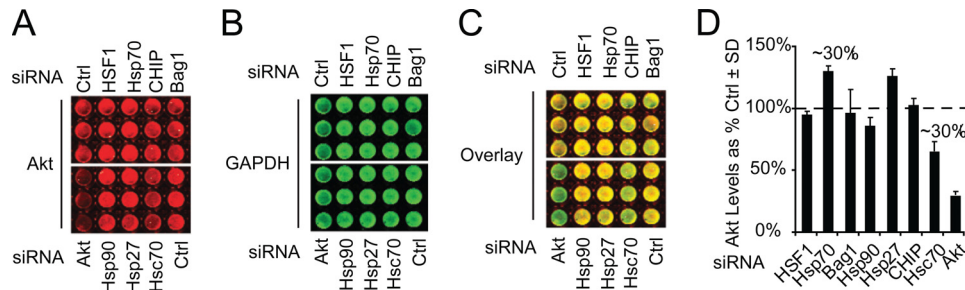 A
siRNA
Ctrl
HSF1
Hsp70
CHIP
Bag1
Akt
siRNA
Akt
Hsp90
Hsp27
Hsc70
Ctrl
B
siRNA
Ctrl
HSF1
Hsp70
CHIP
Bag1
GAPDH
siRNA
Akt
Hsp90
Hsp27
Hsc70
Ctrl
C
siRNA
Ctrl
HSF1
Hsp70
CHIP
Bag1
Overlay
siRNA
Akt
Hsp90
Hsp27
Hsc70
Ctrl
D
Akt Levels as % Ctrl ± SD
150%
100%
50%
0%
~30%
~30%
siRNA
HSF1
Hsp70
Bag1
Hsp90
Hsp27
CHIP
Hsc70
Akt